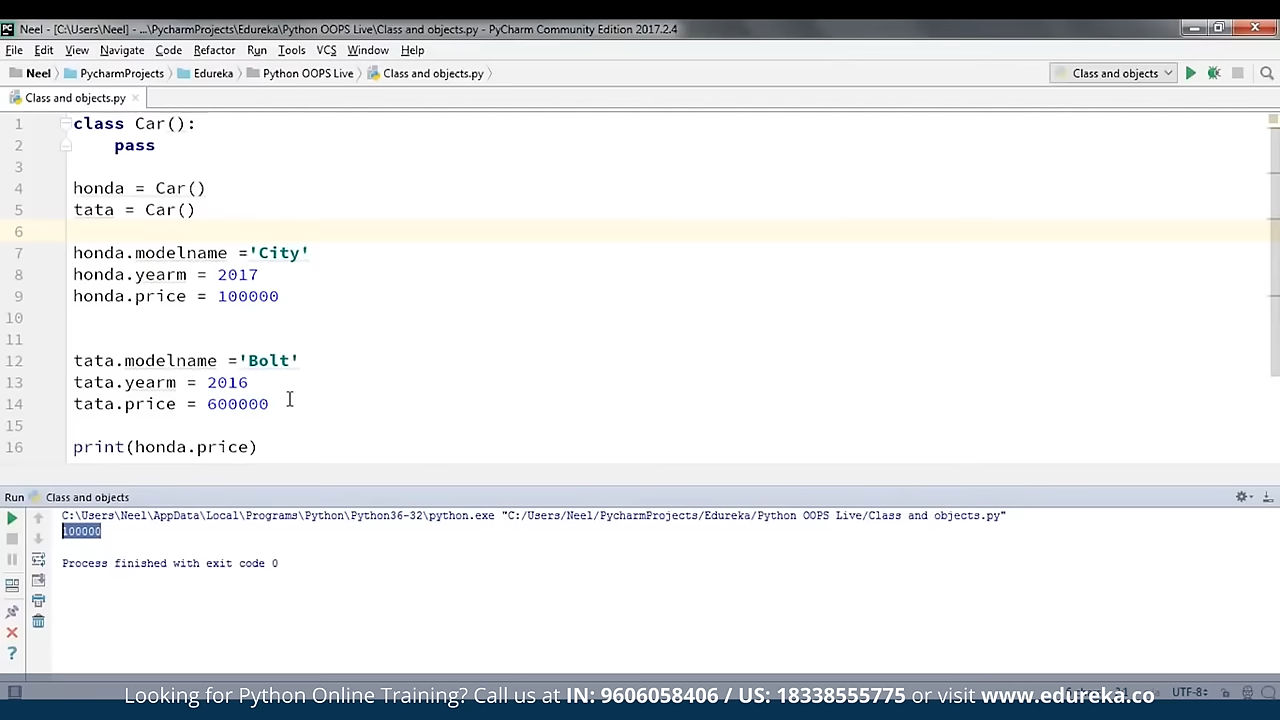 Neel - [C:\Users\Neel] - ...\PycharmProjects\Edureka\Python OOPS Live\Class and objects.py - PyCharm Community Edition 2017.2.4
File Edit View Navigate Code Refactor Run Tools VCS Window Help
Neel PycharmProjects Edureka Python OOPS Live Class and objects.py Class and objects
Class and objects.py
1 class Car():
2 pass
3
4 honda = Car()
5 tata = Car()
6
7 honda.modelname ='City'
8 honda.yearm = 2017
9 honda.price = 100000
10
11
12 tata.modelname ='Bolt'
13 tata.yearm = 2016
14 tata.price = 600000
15
16 print(honda.price)
Run Class and objects
C:\Users\Neel\AppData\Local\Programs\Python\Python36-32\python.exe "C:/Users/Neel/PycharmProjects/Edureka/Python OOPS Live/Class and objects.py"
100000
Process finished with exit code 0
Looking for Python Online Training? Call us at IN: 9606058406 / US: 18338555775 or visit www.edureka.co
UTF-8